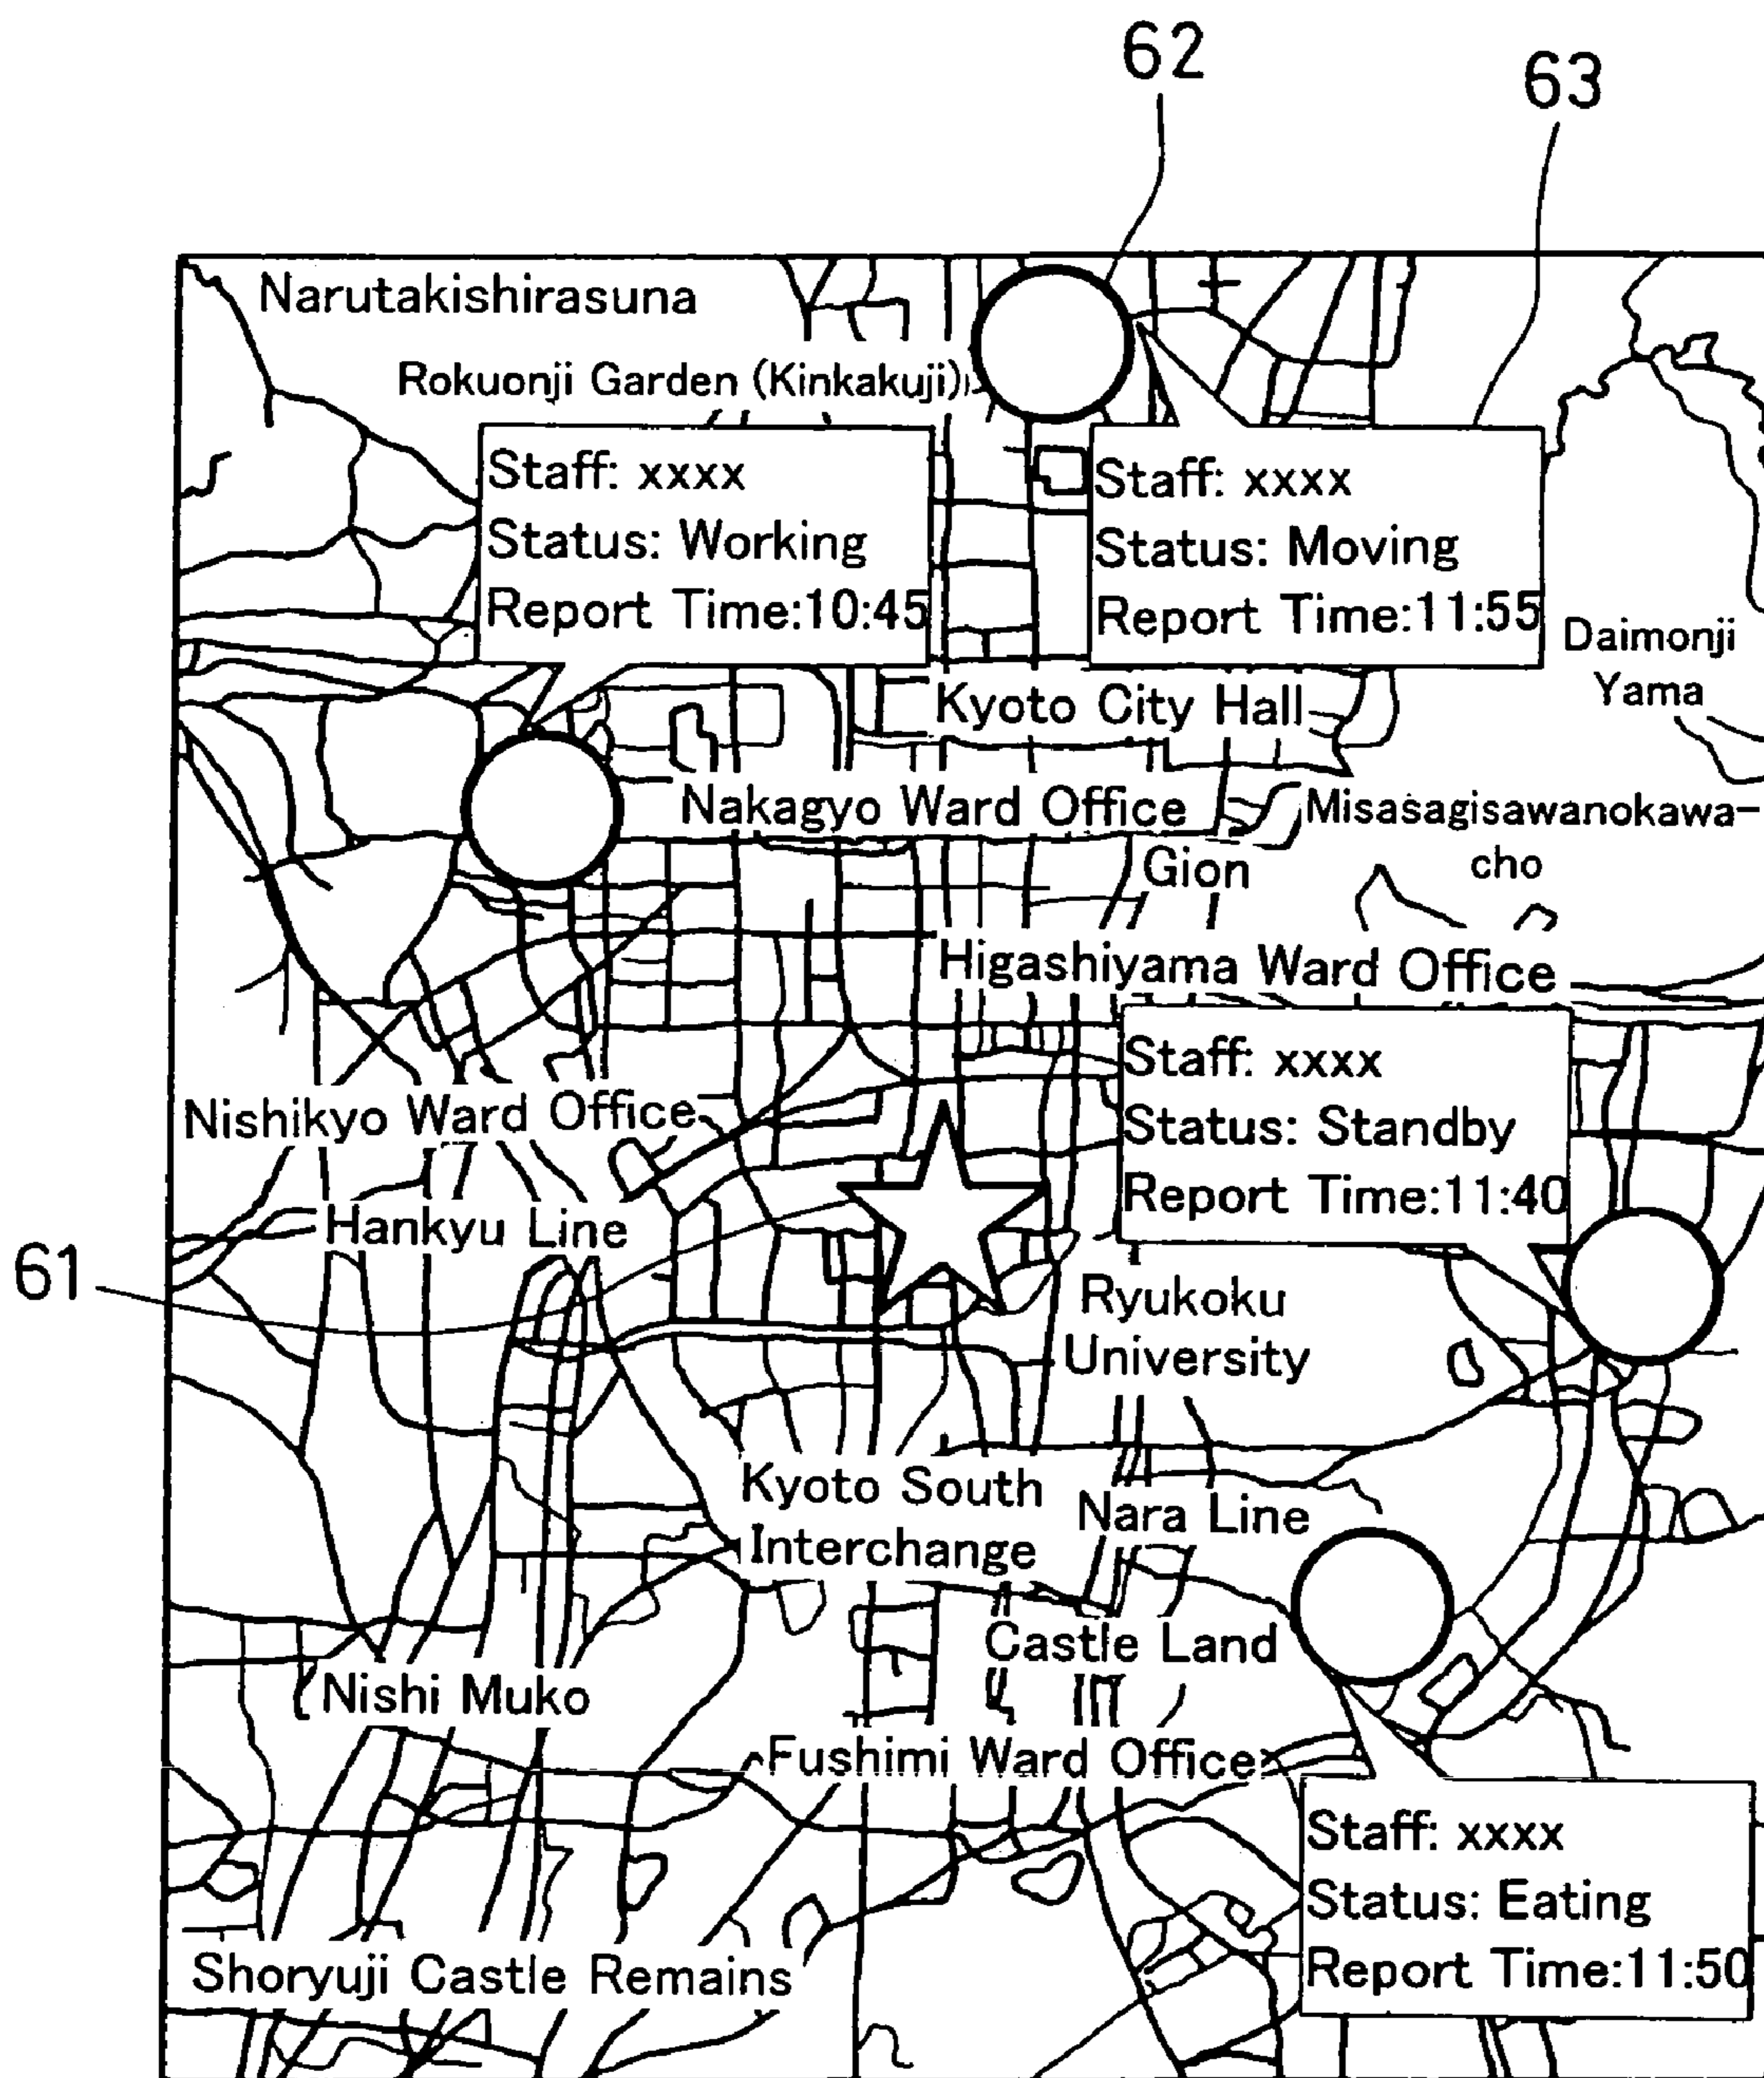 62
63
Narutakishirasuna
Rokuonji Garden (Kinkakuji)
Staff: xxxx
Status: Working
Report Time:10:45
Staff: xxxx
Status: Moving
Report Time:11:55
Daimonji
Yama
Kyoto City Hall
Nakagyo Ward Office
Misasagisawanokawa-
cho
Gion
Higashiyama Ward Office
Staff: xxxx
Status: Standby
Report Time:11:40
Nishikyo Ward Office
Hankyu Line
61
Ryukoku
University
Kyoto South
Interchange
Nara Line
Castle Land
Nishi Muko
Fushimi Ward Office
Staff: xxxx
Status: Eating
Report Time:11:50
Shoryuji Castle Remains